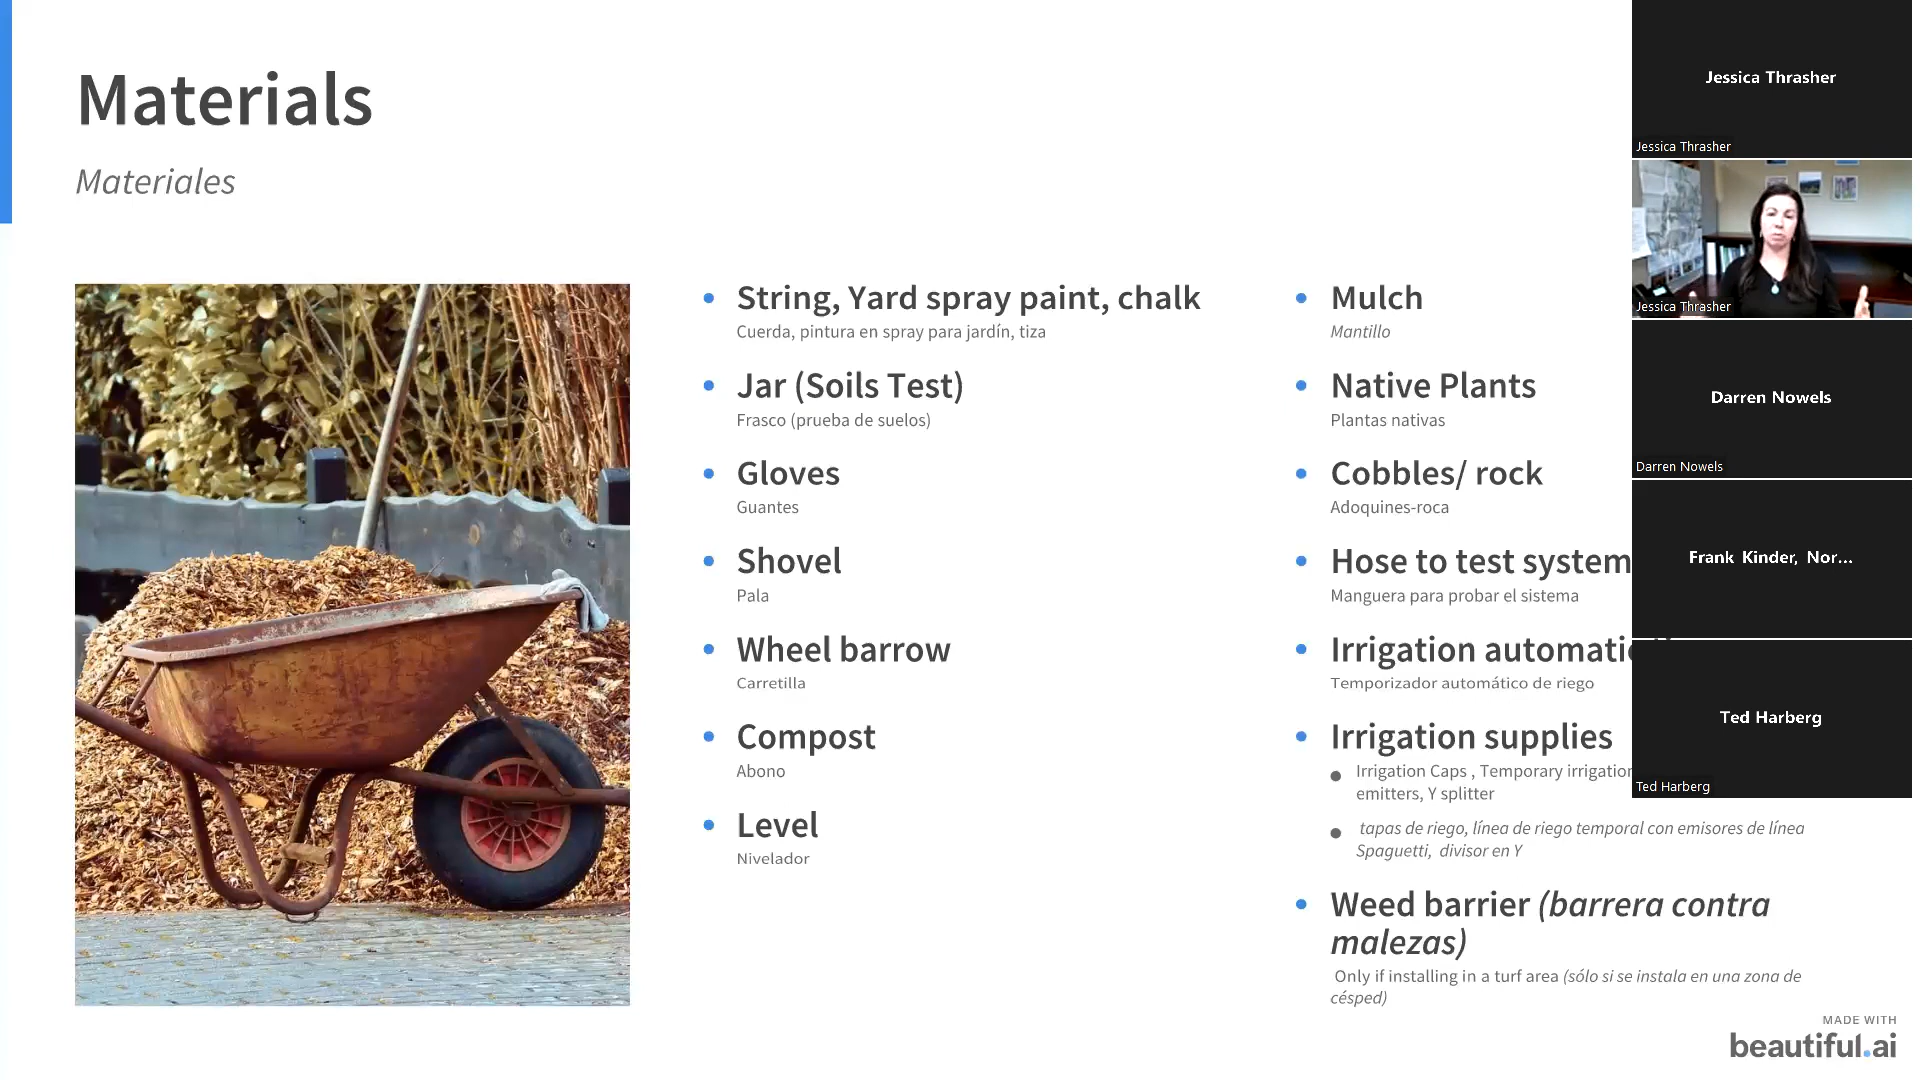 Materials
Materiales
String, Yard spray paint, chalk
Cuerda, pintura en spray para jardín, tiza
Jar (Soils Test)
Frasco (prueba de suelos)
Gloves
Guantes
Shovel
Pala
Wheel barrow
Carretilla
Compost
Abono
Level
Nivelador
Mulch
Mantillo
Native Plants
Plantas nativas
Cobbles/ rock
Adoquines-roca
Hose to test system
Manguera para probar el sistema
Irrigation
Temporizador automático de riego
Irrigation supplies
Irrigation Caps , Temporary
emitters, Y splitter
tapas de riego, línea de riego temporal con emisores de línea
Spaguetti, divisor en Y
Weed barrier (barrera contra
malezas)
Only if installing in a turf area (sólo si se instala en una zona de
césped)
MADE WITH
beautiful.ai
Jessica Thrasher
Jessica Thrasher
Jessica Thrasher
Darren Nowels
Darren Nowels
Frank Kinder, Nor...
Ted Harberg
Ted Harberg